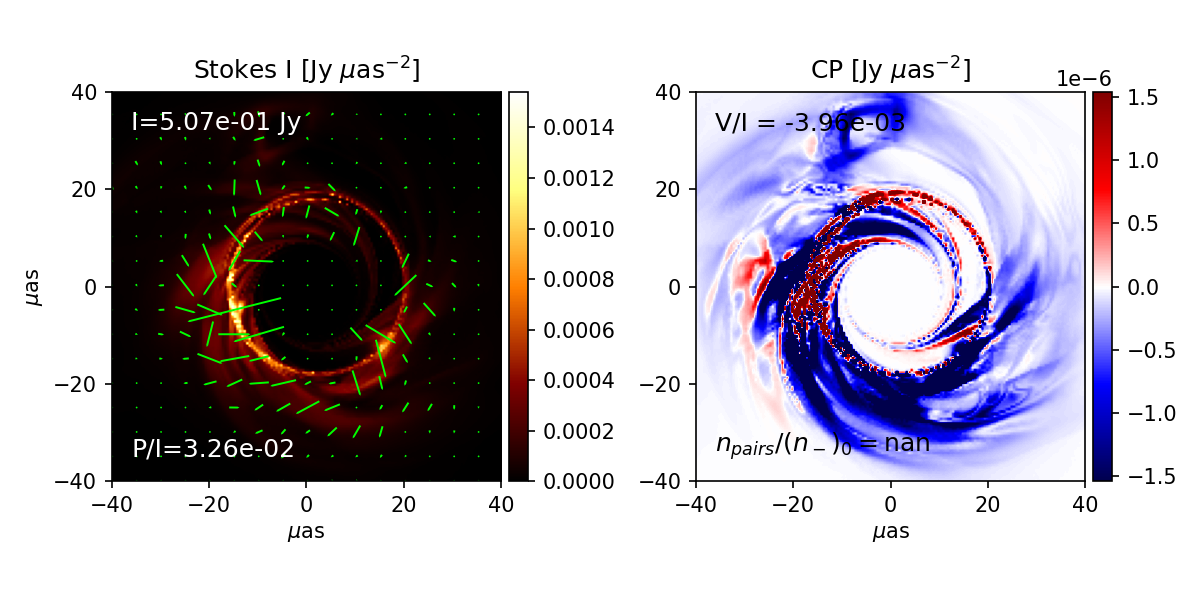 Stokes I [Jy μas⁻²]
I=5.07e-01 Jy
P/I=3.26e-02
40
20
0
−20
−40
μas
−40 −20 0 20 40
μas
0.0014
0.0012
0.0010
0.0008
0.0006
0.0004
0.0002
0.0000
CP [Jy μas⁻²]
1e−6
V/I = -3.96e-03
n_pairs/(n_−)_0 = nan
40
20
0
−20
−40
−40 −20 0 20 40
μas
1.5
1.0
0.5
0.0
−0.5
−1.0
−1.5